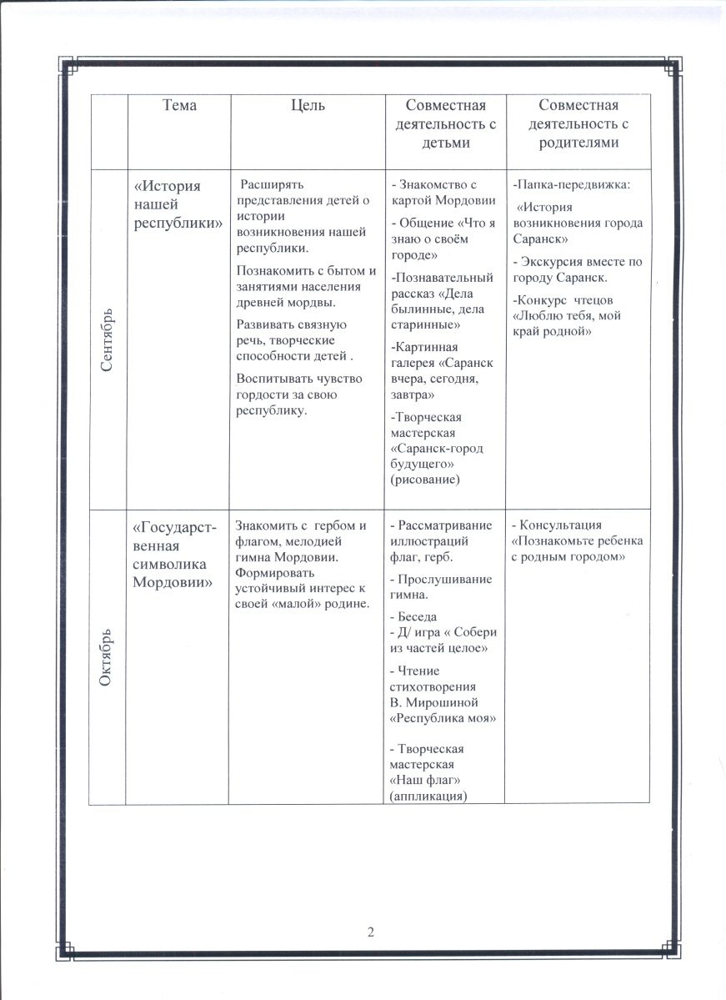 Тема
Цель
Совместная
деятельность с
детьми
Совместная
деятельность с
родителями
Сентябрь
«История
нашей
республики»
Расширять
представления детей о
истории
возникновения нашей
республики.
Познакомить с бытом и
занятиями населения
древней мордвы.
Развивать связную
речь, творческие
способности детей .
Воспитывать чувство
гордости за свою
республику.
- Знакомство с
картой Мордовии
- Общение «Что я
знаю о своём
городе»
-Познавательный
рассказ «Дела
былинные, дела
старинные»
-Картинная
галерея «Саранск
вчера, сегодня,
завтра»
-Творческая
мастерская
«Саранск-город
будущего»
(рисование)
-Папка-передвижка:
«История
возникновения города
Саранск»
- Экскурсия вместе по
городу Саранск.
-Конкурс чтецов
«Люблю тебя, мой
край родной»
Октябрь
«Государст-
венная
символика
Мордовии»
Знакомить с гербом и
флагом, мелодией
гимна Мордовии.
Формировать
устойчивый интерес к
своей «малой» родине.
- Рассматривание
иллюстраций
флаг, герб.
- Прослушивание
гимна.
- Беседа
- Д/ игра « Собери
из частей целое»
- Чтение
стихотворения
В. Мирошиной
«Республика моя»
- Творческая
мастерская
«Наш флаг»
(аппликация)
- Консультация
«Познакомьте ребенка
с родным городом»
2